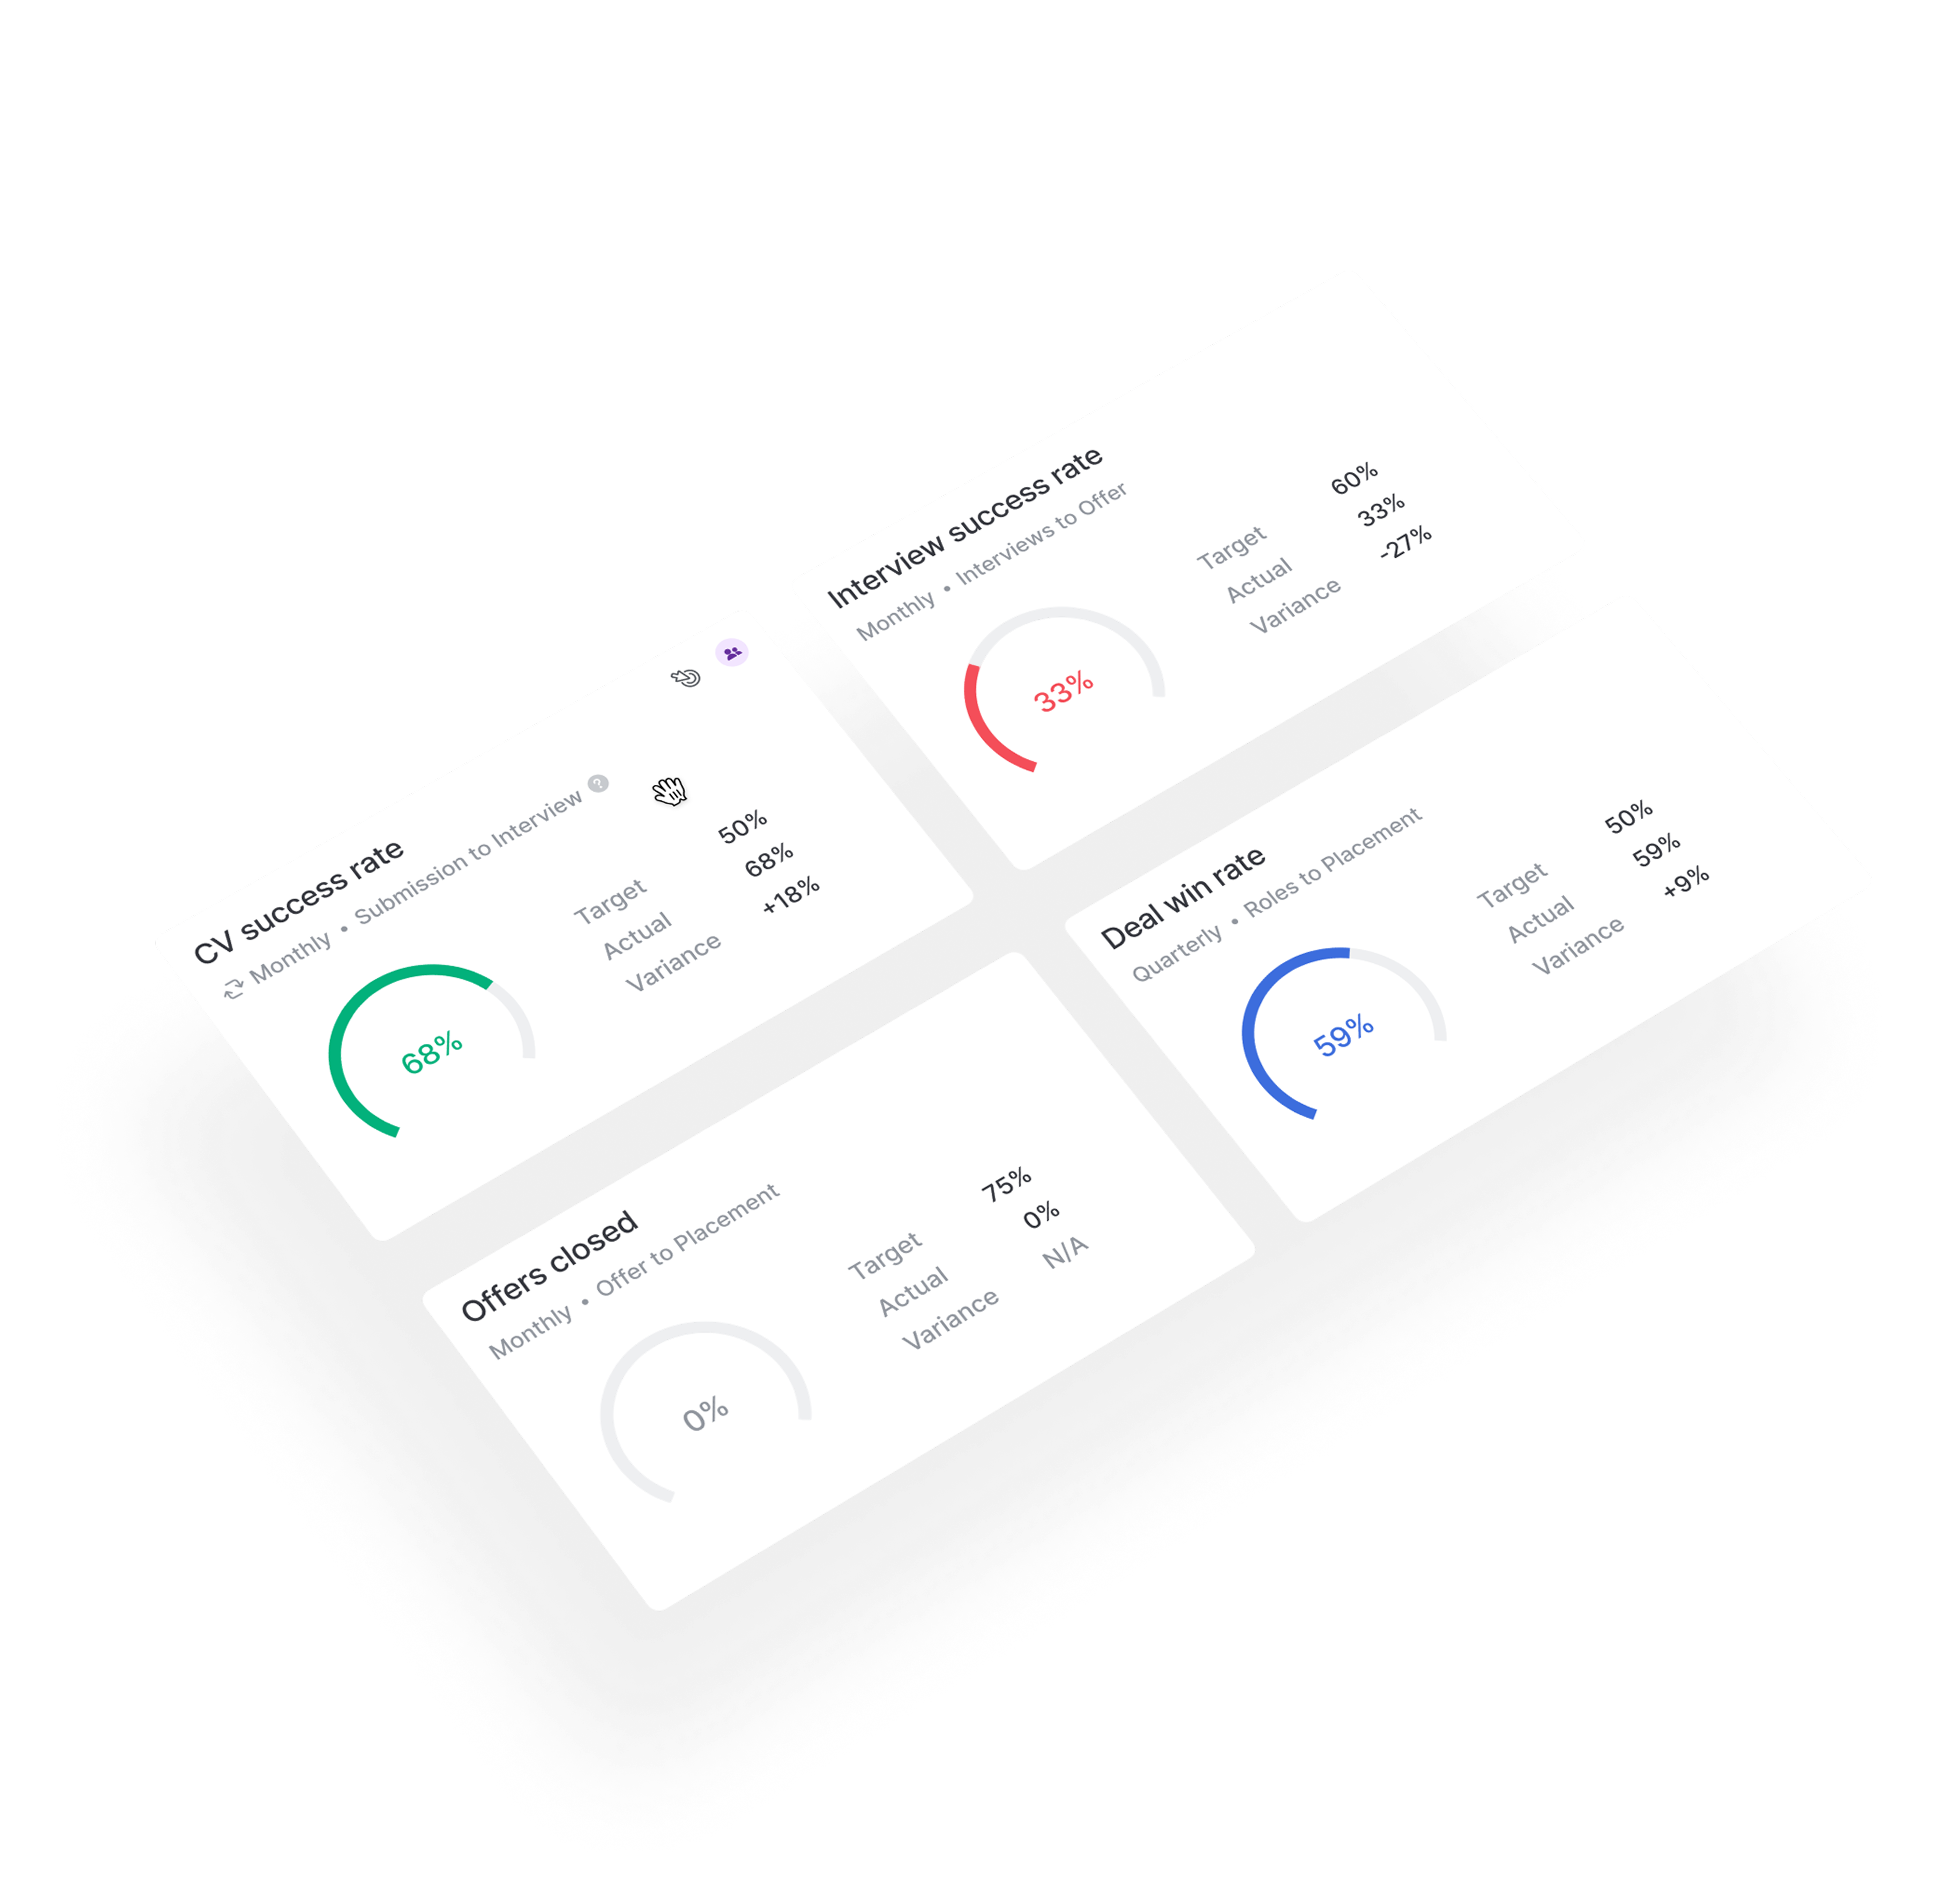 CV success rate
Monthly • Submission to Interview ?
68%
Target 50%
Actual 68%
Variance +18%
Interview success rate
Monthly • Interviews to Offer
33%
Target 60%
Actual 33%
Variance -27%
Offers closed
Monthly • Offer to Placement
0%
Target 75%
Actual 0%
Variance N/A
Deal win rate
Quarterly • Roles to Placement
59%
Target 50%
Actual 59%
Variance +9%